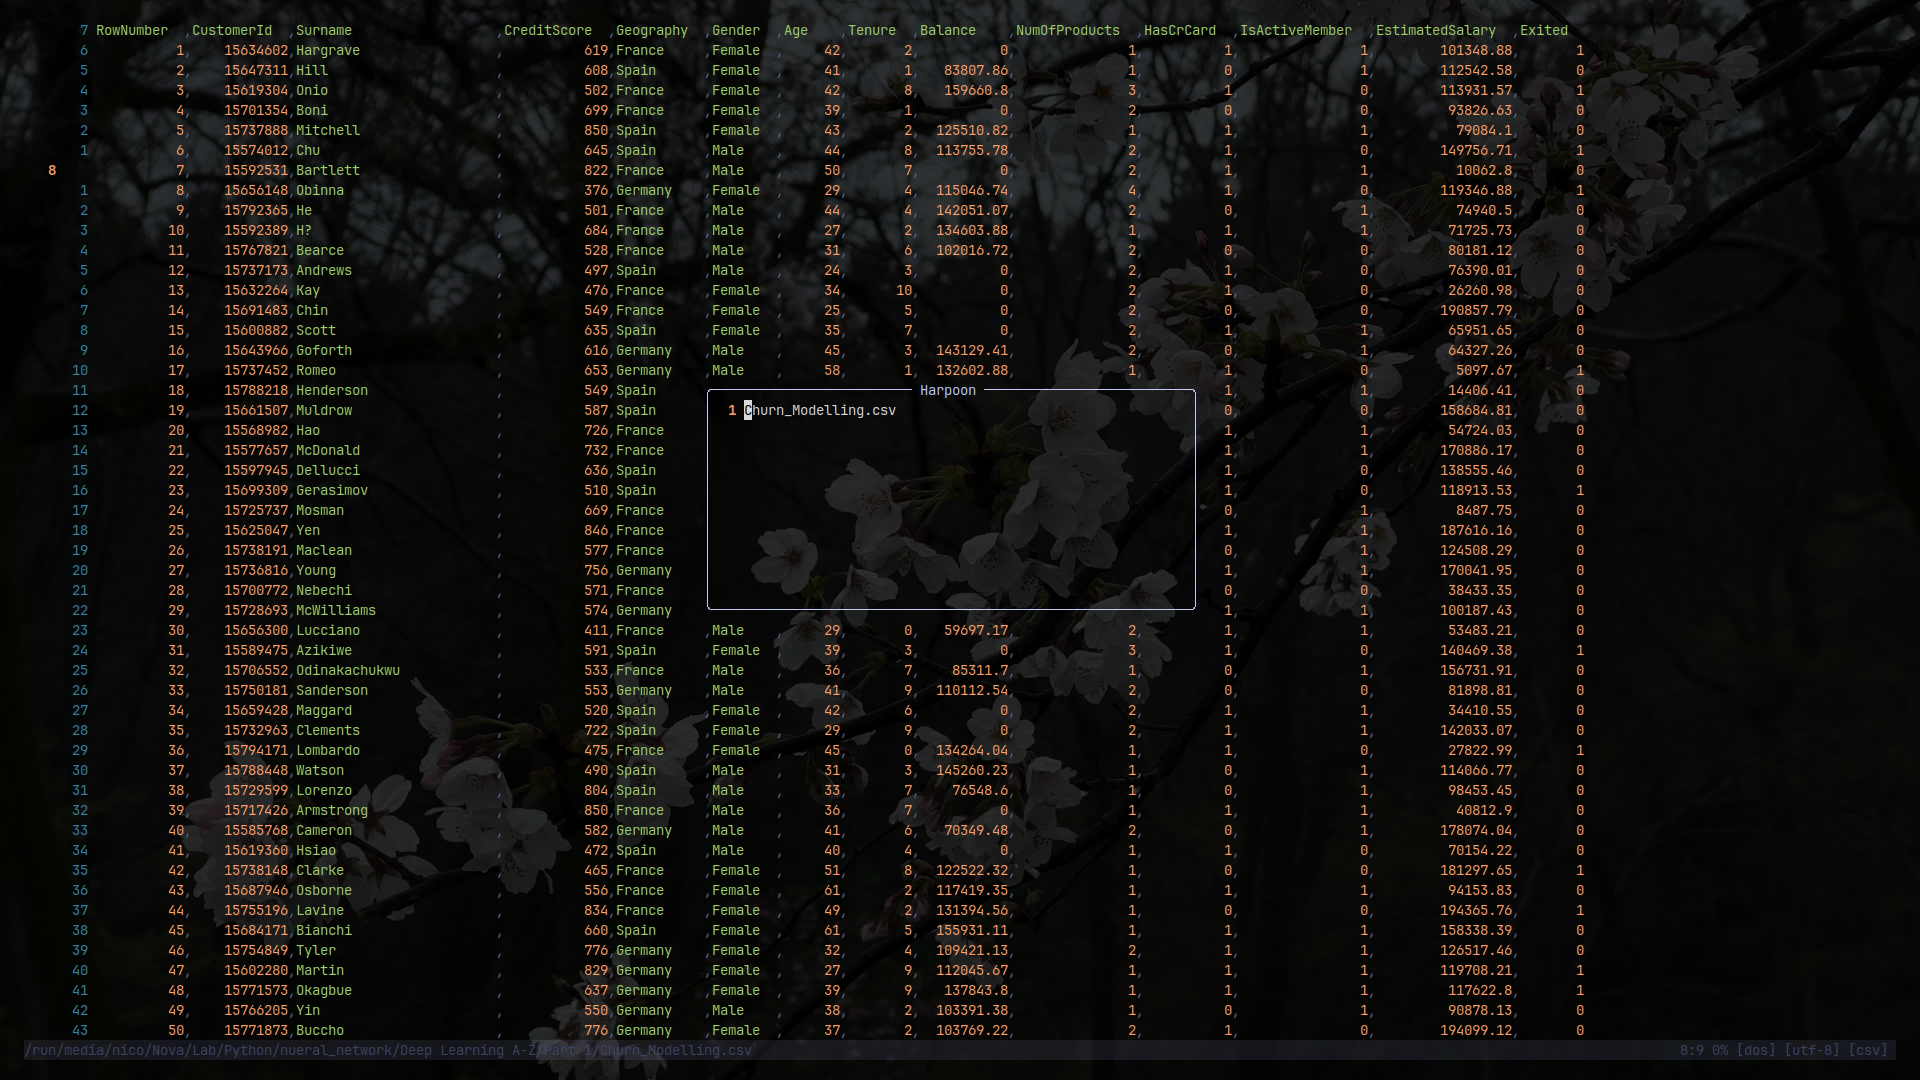 7 RowNumber ,CustomerId ,Surname ,CreditScore ,Geography ,Gender ,Age ,Tenure ,Balance ,NumOfProducts ,HasCrCard ,IsActiveMember ,EstimatedSalary ,Exited
6 1, 15634602,Hargrave , 619,France ,Female , 42, 2, 0, 1, 1, 1, 101348.88, 1
5 2, 15647311,Hill , 608,Spain ,Female , 41, 1, 83807.86, 1, 0, 1, 112542.58, 0
4 3, 15619304,Onio , 502,France ,Female , 42, 8, 159660.8, 3, 1, 0, 113931.57, 1
3 4, 15701354,Boni , 699,France ,Female , 39, 1, 0, 2, 0, 0, 93826.63, 0
2 5, 15737888,Mitchell , 850,Spain ,Female , 43, 2, 125510.82, 1, 1, 1, 79084.1, 0
1 6, 15574012,Chu , 645,Spain ,Male , 44, 8, 113755.78, 2, 1, 0, 149756.71, 1
8 7, 15592531,Bartlett , 822,France ,Male , 50, 7, 0, 2, 1, 1, 10062.8, 0
1 8, 15656148,Obinna , 376,Germany ,Female , 29, 4, 115046.74, 4, 1, 0, 119346.88, 1
2 9, 15792365,He , 501,France ,Male , 44, 4, 142051.07, 2, 0, 1, 74940.5, 0
3 10, 15592389,H? , 684,France ,Male , 27, 2, 134603.88, 1, 1, 1, 71725.73, 0
4 11, 15767821,Bearce , 528,France ,Male , 31, 6, 102016.72, 2, 0, 0, 80181.12, 0
5 12, 15737173,Andrews , 497,Spain ,Male , 24, 3, 0, 2, 1, 0, 76390.01, 0
6 13, 15632264,Kay , 476,France ,Female , 34, 10, 0, 2, 1, 0, 26260.98, 0
7 14, 15691483,Chin , 549,France ,Female , 25, 5, 0, 2, 0, 0, 190857.79, 0
8 15, 15600882,Scott , 635,Spain ,Female , 35, 7, 0, 2, 1, 1, 65951.65, 0
9 16, 15643966,Goforth , 616,Germany ,Male , 45, 3, 143129.41, 2, 0, 1, 64327.26, 0
10 17, 15737452,Romeo , 653,Germany ,Male , 58, 1, 132602.88, 1, 1, 0, 5097.67, 1
11 18, 15788218,Henderson , 549,Spain Harpoon 1, 1, 14406.41, 0
12 19, 15661507,Muldrow , 587,Spain 1 Churn_Modelling.csv 0, 0, 158684.81, 0
13 20, 15568982,Hao , 726,France 1, 1, 54724.03, 0
14 21, 15577657,McDonald , 732,France 1, 1, 170886.17, 0
15 22, 15597945,Dellucci , 636,Spain 1, 0, 138555.46, 0
16 23, 15699309,Gerasimov , 510,Spain 1, 0, 118913.53, 1
17 24, 15725737,Mosman , 669,France 0, 1, 8487.75, 0
18 25, 15625047,Yen , 846,France 1, 1, 187616.16, 0
19 26, 15738191,Maclean , 577,France 0, 1, 124508.29, 0
20 27, 15736816,Young , 756,Germany 1, 1, 170041.95, 0
21 28, 15700772,Nebechi , 571,France 0, 0, 38433.35, 0
22 29, 15728693,McWilliams , 574,Germany 1, 1, 100187.43, 0
23 30, 15656300,Lucciano , 411,France ,Male , 29, 0, 59697.17, 2, 1, 1, 53483.21, 0
24 31, 15589475,Azikiwe , 591,Spain ,Female , 39, 3, 0, 3, 1, 0, 140469.38, 1
25 32, 15706552,Odinakachukwu , 533,France ,Male , 36, 7, 85311.7, 1, 0, 1, 156731.91, 0
26 33, 15750181,Sanderson , 553,Germany ,Male , 41, 9, 110112.54, 2, 0, 0, 81898.81, 0
27 34, 15659428,Maggard , 520,Spain ,Female , 42, 6, 0, 2, 1, 1, 34410.55, 0
28 35, 15732963,Clements , 722,Spain ,Female , 29, 9, 0, 2, 1, 1, 142033.07, 0
29 36, 15794171,Lombardo , 475,France ,Female , 45, 0, 134264.04, 1, 1, 0, 27822.99, 1
30 37, 15788448,Watson , 490,Spain ,Male , 31, 3, 145260.23, 1, 0, 1, 114066.77, 0
31 38, 15729599,Lorenzo , 804,Spain ,Male , 33, 7, 76548.6, 1, 0, 1, 98453.45, 0
32 39, 15717426,Armstrong , 850,France ,Male , 36, 7, 0, 1, 1, 1, 40812.9, 0
33 40, 15585768,Cameron , 582,Germany ,Male , 41, 6, 70349.48, 2, 0, 1, 178074.04, 0
34 41, 15619360,Hsiao , 472,Spain ,Male , 40, 4, 0, 1, 1, 0, 70154.22, 0
35 42, 15738148,Clarke , 465,France ,Female , 51, 8, 122522.32, 1, 0, 0, 181297.65, 1
36 43, 15687946,Osborne , 556,France ,Female , 61, 2, 117419.35, 1, 1, 1, 94153.83, 0
37 44, 15755196,Lavine , 834,France ,Female , 49, 2, 131394.56, 1, 0, 0, 194365.76, 1
38 45, 15684171,Bianchi , 660,Spain ,Female , 61, 5, 155931.11, 1, 1, 1, 158338.39, 0
39 46, 15754849,Tyler , 776,Germany ,Female , 32, 4, 109421.13, 2, 1, 1, 126517.46, 0
40 47, 15602280,Martin , 829,Germany ,Female , 27, 9, 112045.67, 1, 1, 1, 119708.21, 1
41 48, 15771573,Okagbue , 637,Germany ,Female , 39, 9, 137843.8, 1, 1, 1, 117622.8, 1
42 49, 15766205,Yin , 550,Germany ,Male , 38, 2, 103391.38, 1, 0, 1, 90878.13, 0
43 50, 15771873,Buccho , 776,Germany ,Female , 37, 2, 103769.22, 2, 1, 0, 194099.12, 0
/run/media/nico/Nova/Lab/Python/nueral_network/Deep Learning A-Z/Part 1/Churn_Modelling.csv 8:9 0% [dos] [utf-8] [csv]